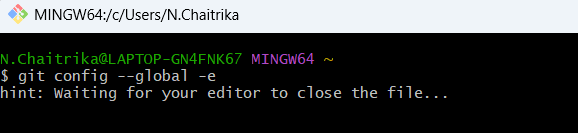 MINGW64:/c/Users/N.Chaitrika
N.Chaitrika@LAPTOP-GN4FNK67 MINGW64 ~
$ git config --global -e
hint: Waiting for your editor to close the file...